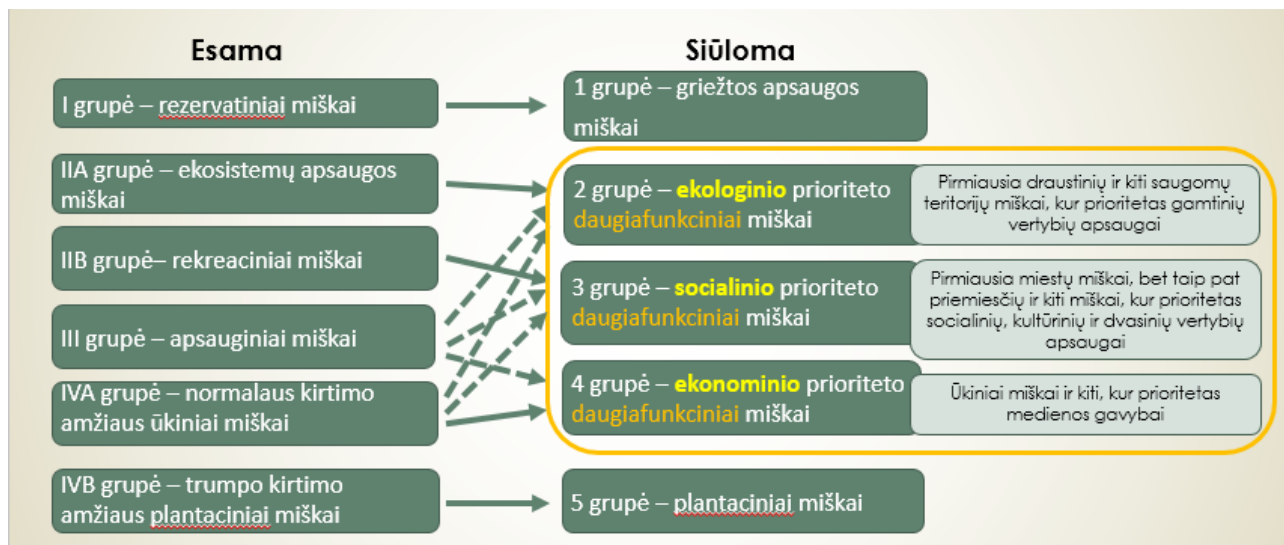 Esama
I grupė – rezervatiniai miškai
IIA grupė – ekosistemų apsaugos
miškai
IIB grupė– rekreaciniai miškai
III grupė – apsauginiai miškai
IVA grupė – normalaus kirtimo
amžiaus ūkiniai miškai
IVB grupė – trumpo kirtimo
amžiaus plantaciniai miškai
Siūloma
1 grupė – griežtos apsaugos
miškai
2 grupė – ekologinio prioriteto
daugiafunkciniai miškai
Pirmiausia draustinių ir kiti saugomų
teritorijų miškai, kur prioritetas gamtinių
vertybių apsaugai
3 grupė – socialinio prioriteto
daugiafunkciniai miškai
Pirmiausia miestų miškai, bet taip pat
priemiesčių ir kiti miškai, kur prioritetas
socialinių, kultūrinių ir dvasinių vertybių
apsaugai
4 grupė – ekonominio prioriteto
daugiafunkciniai miškai
Ūkiniai miškai ir kiti, kur prioritetas
medienos gavybai
5 grupė – plantaciniai miškai